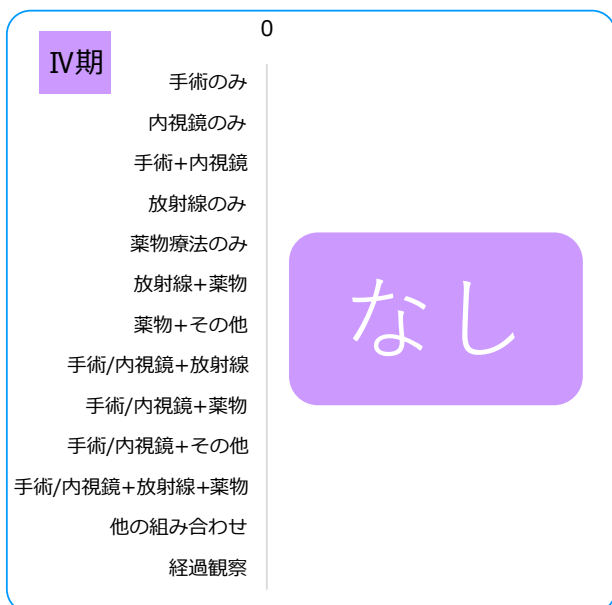 0
Ⅳ期
手術のみ
内視鏡のみ
手術+内視鏡
放射線のみ
薬物療法のみ
放射線+薬物
薬物+その他
手術/内視鏡+放射線
手術/内視鏡+薬物
手術/内視鏡+その他
手術/内視鏡+放射線+薬物
他の組み合わせ
経過観察
なし